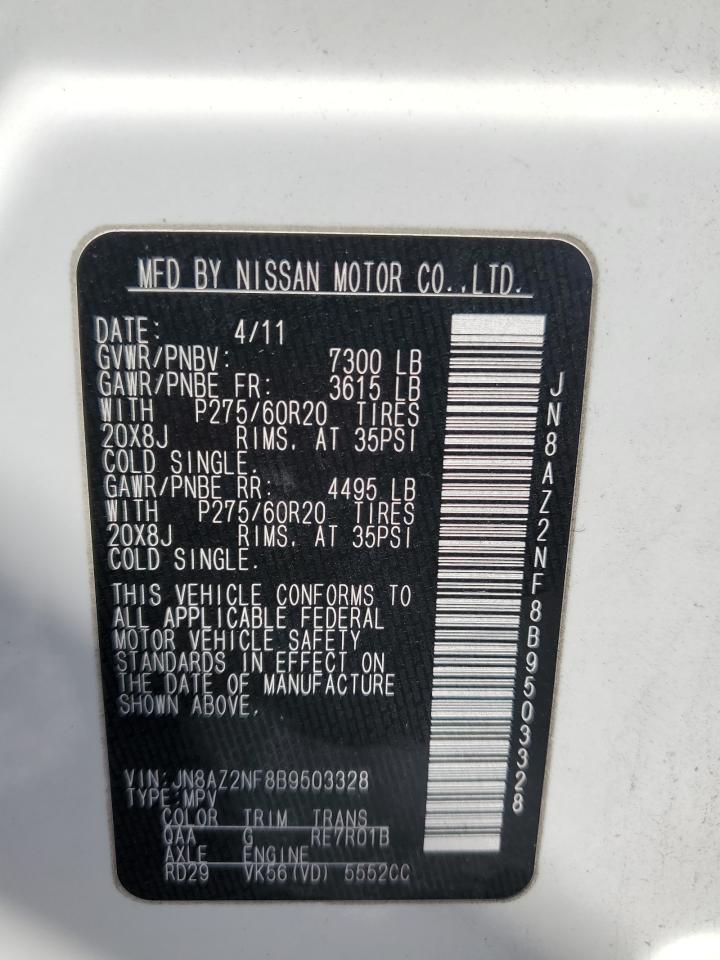 MFD BY NISSAN MOTOR CO.,LTD.
DATE: 4/11
GVWR/PNBV: 7300 LB
GAWR/PNBE FR: 3615 LB
WITH P275/60R20 TIRES
20X8J RIMS, AT 35PSI
COLD SINGLE.
GAWR/PNBE RR: 4495 LB
WITH P275/60R20 TIRES
20X8J RIMS, AT 35PSI
COLD SINGLE.
THIS VEHICLE CONFORMS TO
ALL APPLICABLE FEDERAL
MOTOR VEHICLE SAFETY
STANDARDS IN EFFECT ON
THE DATE OF MANUFACTURE
SHOWN ABOVE.
VIN:JN8AZ2NF8B9503328
TYPE:MPV
COLOR TRIM TRANS
QAA G RE7R01B
AXLE ENGINE
RD29 VK56(VD) 5552CC
JN8AZ2NF8B9503328